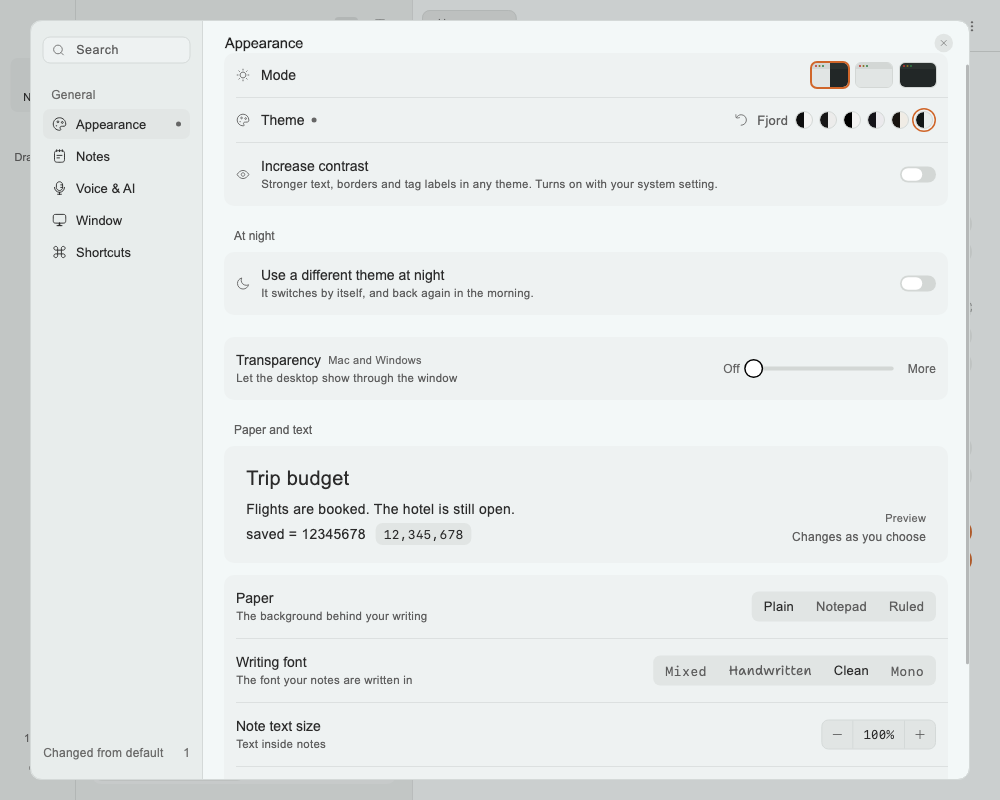 Search
General
Appearance
Notes
Voice & AI
Window
Shortcuts
Changed from default 1
Appearance
Mode
Theme
Fjord
Increase contrast
Stronger text, borders and tag labels in any theme. Turns on with your system setting.
At night
Use a different theme at night
It switches by itself, and back again in the morning.
Transparency Mac and Windows
Let the desktop show through the window
Off
More
Paper and text
Trip budget
Flights are booked. The hotel is still open.
saved = 12345678 12,345,678
Preview
Changes as you choose
Paper
The background behind your writing
Plain Notepad Ruled
Writing font
The font your notes are written in
Mixed Handwritten Clean Mono
Note text size
Text inside notes
− 100% +